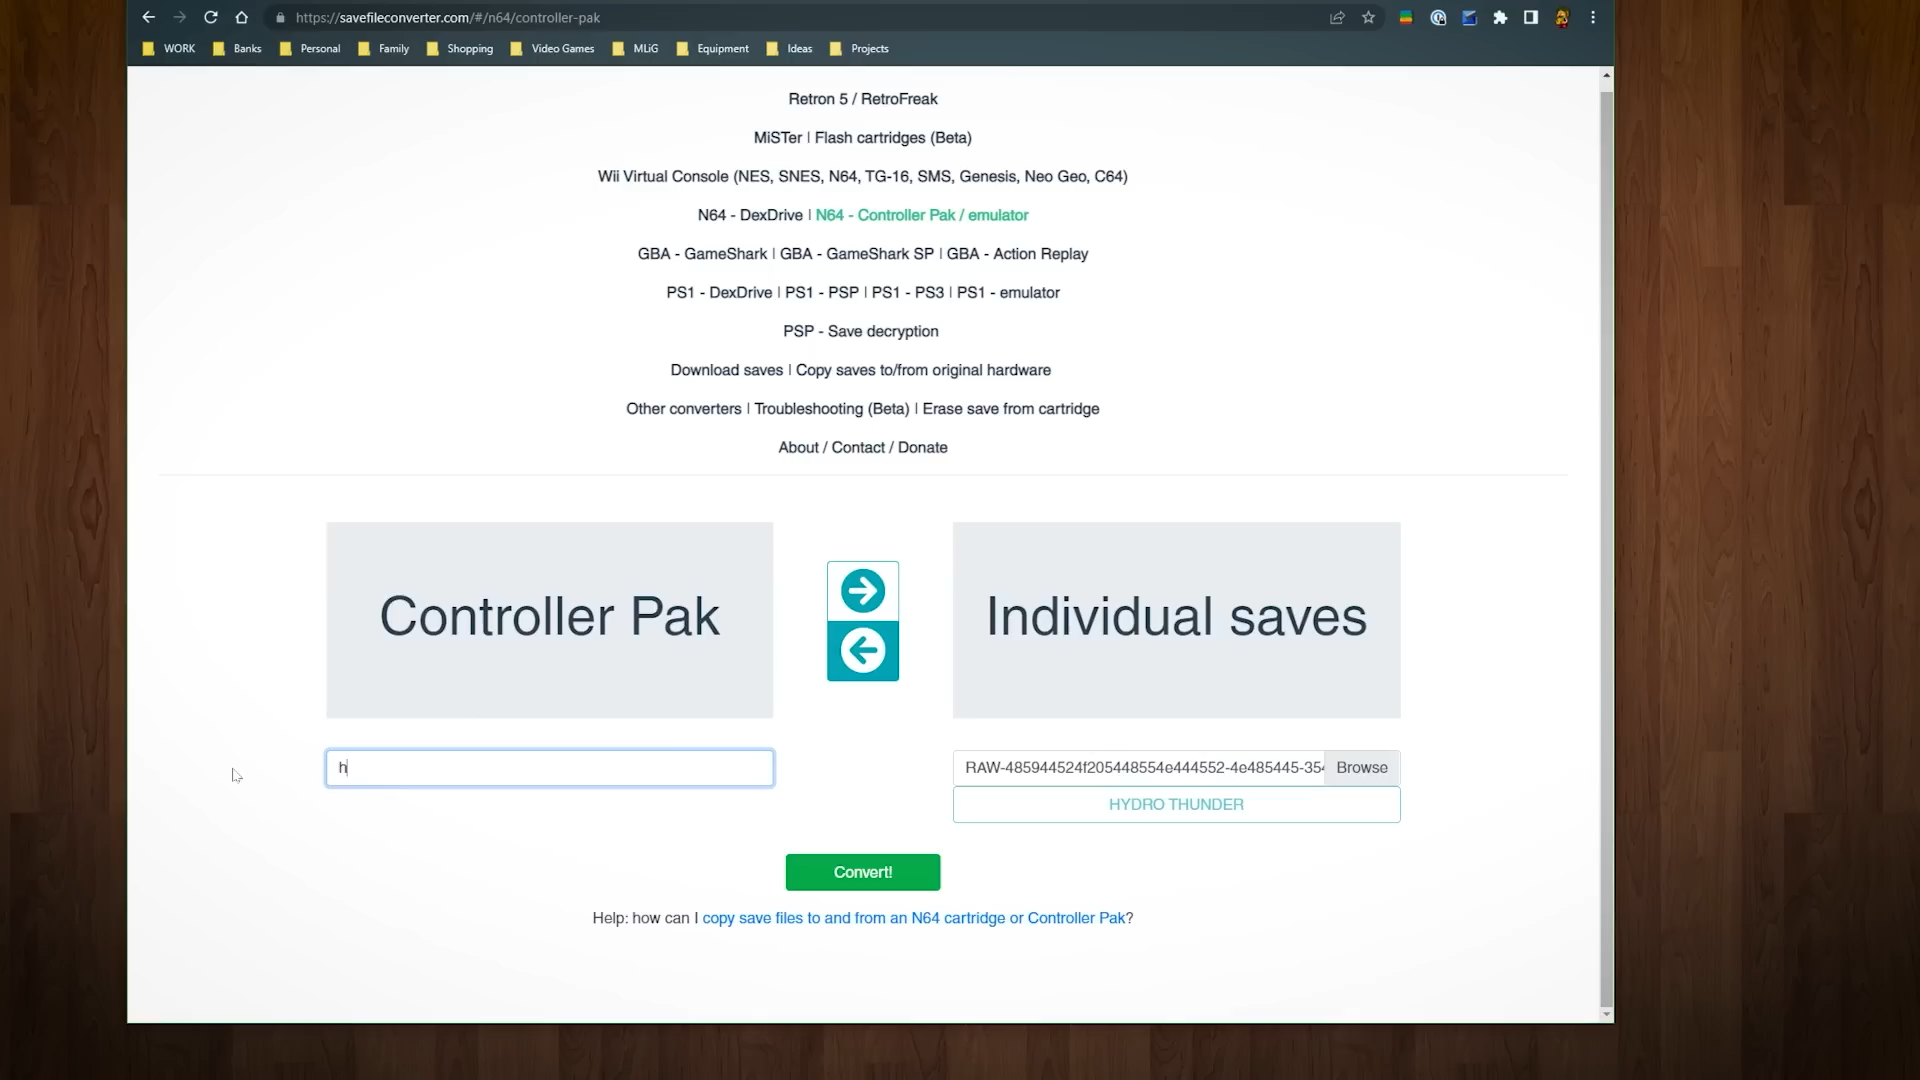 https://savefileconverter.com/#/n64/controller-pak
WORK Banks Personal Family Shopping Video Games MLiG Equipment Ideas Projects
Retron 5 / RetroFreak
MiSTer | Flash cartridges (Beta)
Wii Virtual Console (NES, SNES, N64, TG-16, SMS, Genesis, Neo Geo, C64)
N64 - DexDrive | N64 - Controller Pak / emulator
GBA - GameShark | GBA - GameShark SP | GBA - Action Replay
PS1 - DexDrive | PS1 - PSP | PS1 - PS3 | PS1 - emulator
PSP - Save decryption
Download saves | Copy saves to/from original hardware
Other converters | Troubleshooting (Beta) | Erase save from cartridge
About / Contact / Donate
Controller Pak
Individual saves
h
RAW-485944524f205448554e444552-4e485445-354 Browse
HYDRO THUNDER
Convert!
Help: how can I copy save files to and from an N64 cartridge or Controller Pak?